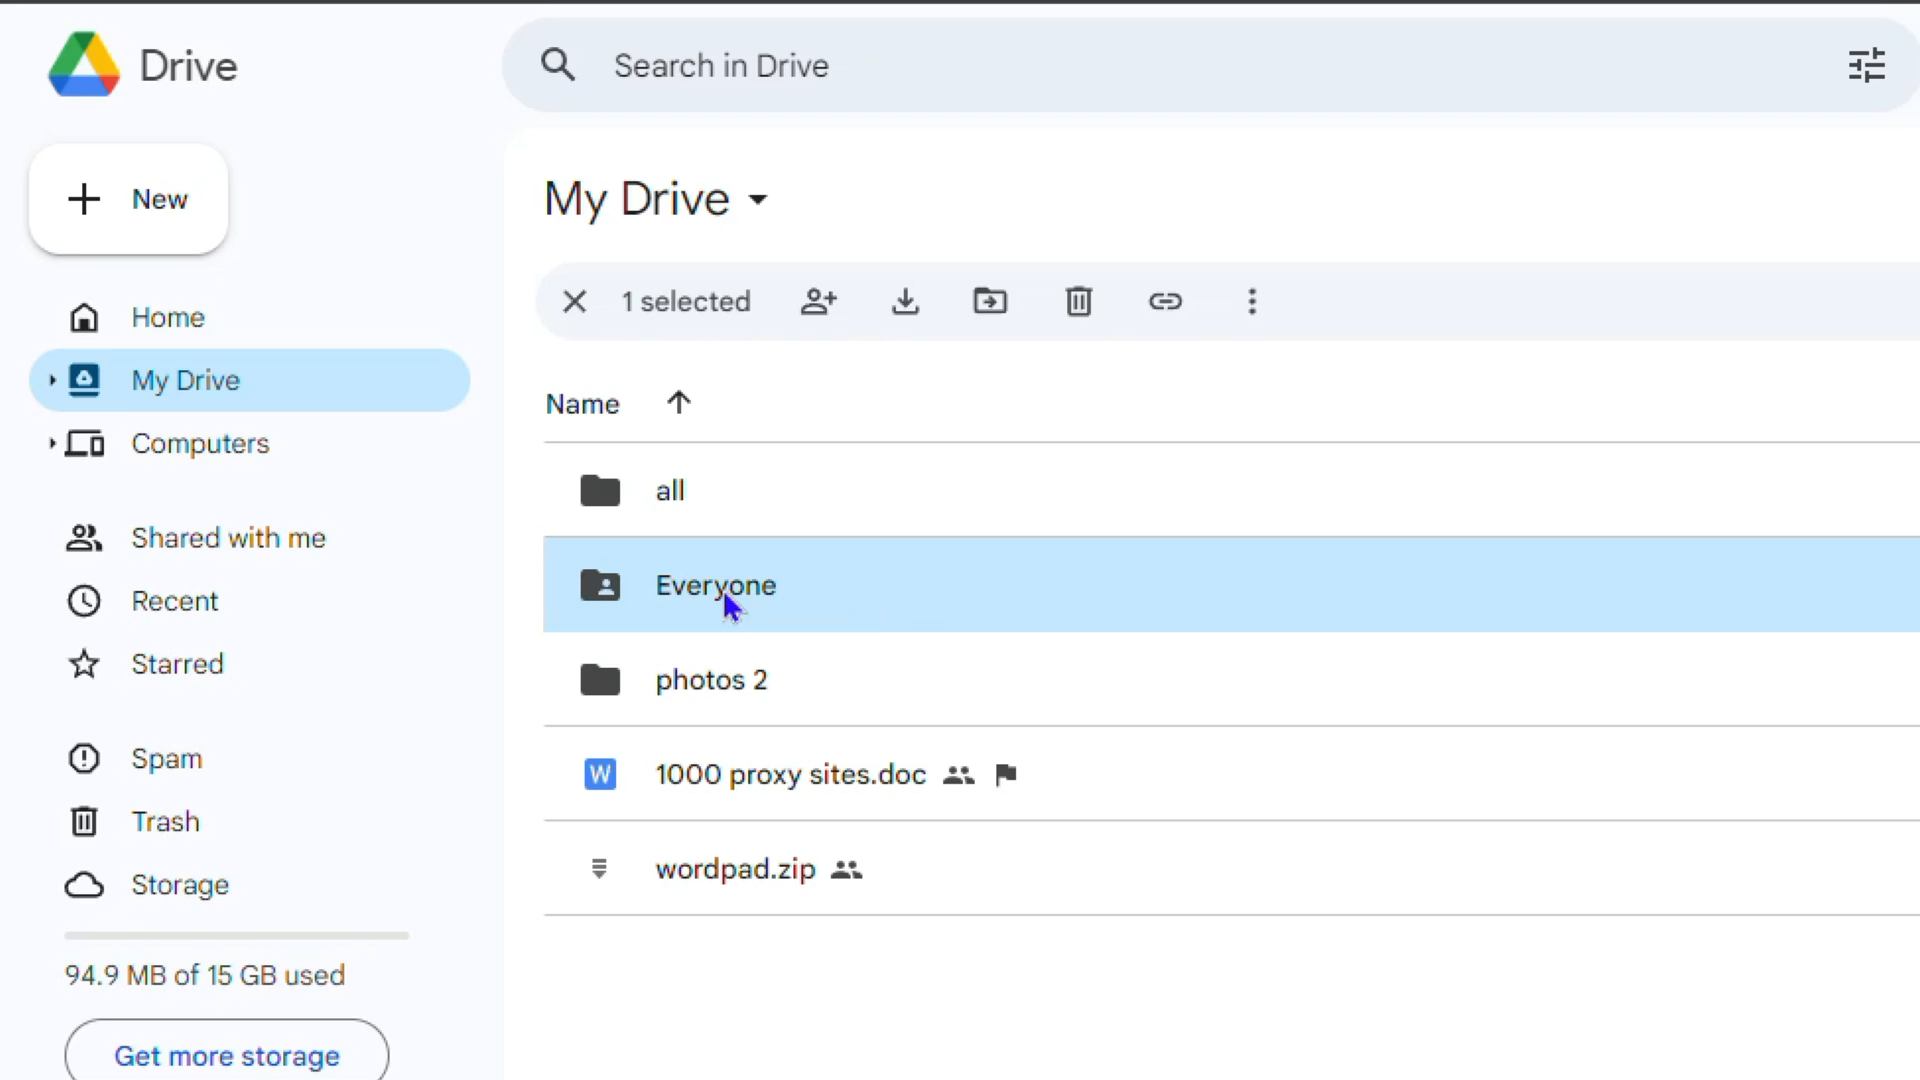 Drive
Search in Drive
New
My Drive
1 selected
Home
My Drive
Computers
Name
all
Shared with me
Everyone
Recent
Starred
photos 2
Spam
1000 proxy sites.doc
W
Trash
wordpad.zip
Storage
94.9 MB of 15 GB used
Get more storage